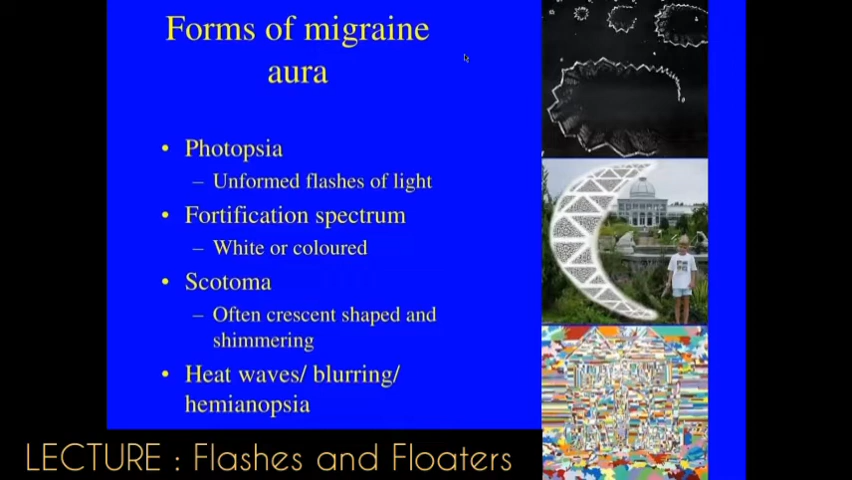 Forms of migraine
aura
• Photopsia
– Unformed flashes of light
• Fortification spectrum
– White or coloured
• Scotoma
– Often crescent shaped and
shimmering
• Heat waves/ blurring/
hemianopsia
LECTURE : Flashes and Floaters